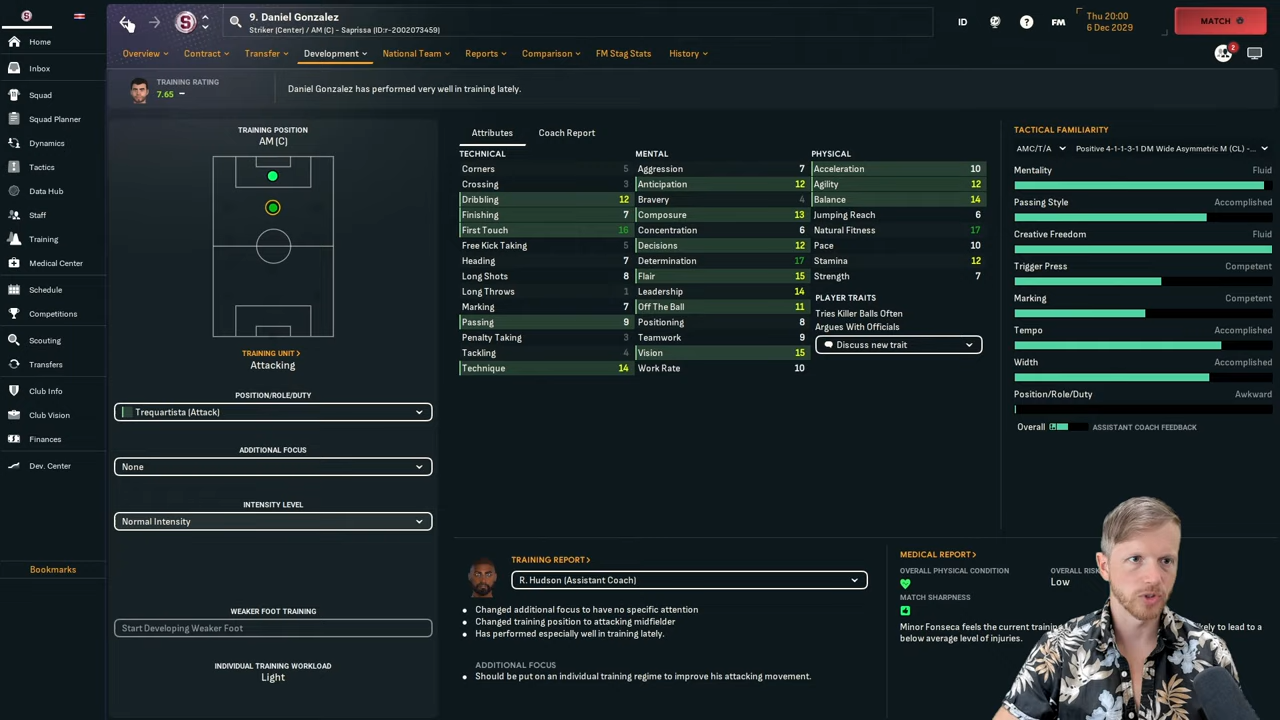 9. Daniel Gonzalez
Striker (Center) / AM (C) - Saprissa (ID:r-2002073459)
ID
FM
Thu 20:00
6 Dec 2029
MATCH
Overview
Contract
Transfer
Development
National Team
Reports
Comparison
FM Stag Stats
History
2
Home
Inbox
Squad
Squad Planner
Dynamics
Tactics
Data Hub
Staff
Training
Medical Center
Schedule
Competitions
Scouting
Transfers
Club Info
Club Vision
Finances
Dev. Center
Bookmarks
TRAINING RATING
7.65 –
Daniel Gonzalez has performed very well in training lately.
TRAINING POSITION
AM (C)
TRAINING UNIT >
Attacking
POSITION/ROLE/DUTY
Trequartista (Attack)
ADDITIONAL FOCUS
None
INTENSITY LEVEL
Normal Intensity
WEAKER FOOT TRAINING
Start Developing Weaker Foot
INDIVIDUAL TRAINING WORKLOAD
Light
Attributes
Coach Report
TECHNICAL
Corners 5
Crossing 3
Dribbling 12
Finishing 7
First Touch 16
Free Kick Taking 5
Heading 7
Long Shots 8
Long Throws 1
Marking 7
Passing 9
Penalty Taking 3
Tackling 4
Technique 14
MENTAL
Aggression 7
Anticipation 12
Bravery 4
Composure 13
Concentration 6
Decisions 12
Determination 17
Flair 15
Leadership 14
Off The Ball 11
Positioning 8
Teamwork 9
Vision 15
Work Rate 10
PHYSICAL
Acceleration 10
Agility 12
Balance 14
Jumping Reach 6
Natural Fitness 17
Pace 10
Stamina 12
Strength 7
PLAYER TRAITS
Tries Killer Balls Often
Argues With Officials
Discuss new trait
TACTICAL FAMILIARITY
AMC/T/A
Positive 4-1-1-3-1 DM Wide Asymmetric M (CL) -...
Mentality Fluid
Passing Style Accomplished
Creative Freedom Fluid
Trigger Press Competent
Marking Competent
Tempo Accomplished
Width Accomplished
Position/Role/Duty Awkward
Overall
ASSISTANT COACH FEEDBACK
TRAINING REPORT >
R. Hudson (Assistant Coach)
Changed additional focus to have no specific attention
Changed training position to attacking midfielder
Has performed especially well in training lately.
ADDITIONAL FOCUS
Should be put on an individual training regime to improve his attacking movement.
MEDICAL REPORT >
OVERALL PHYSICAL CONDITION
OVERALL RIS
Low
MATCH SHARPNESS
Minor Fonseca feels the current training ly to lead to a
below average level of injuries.